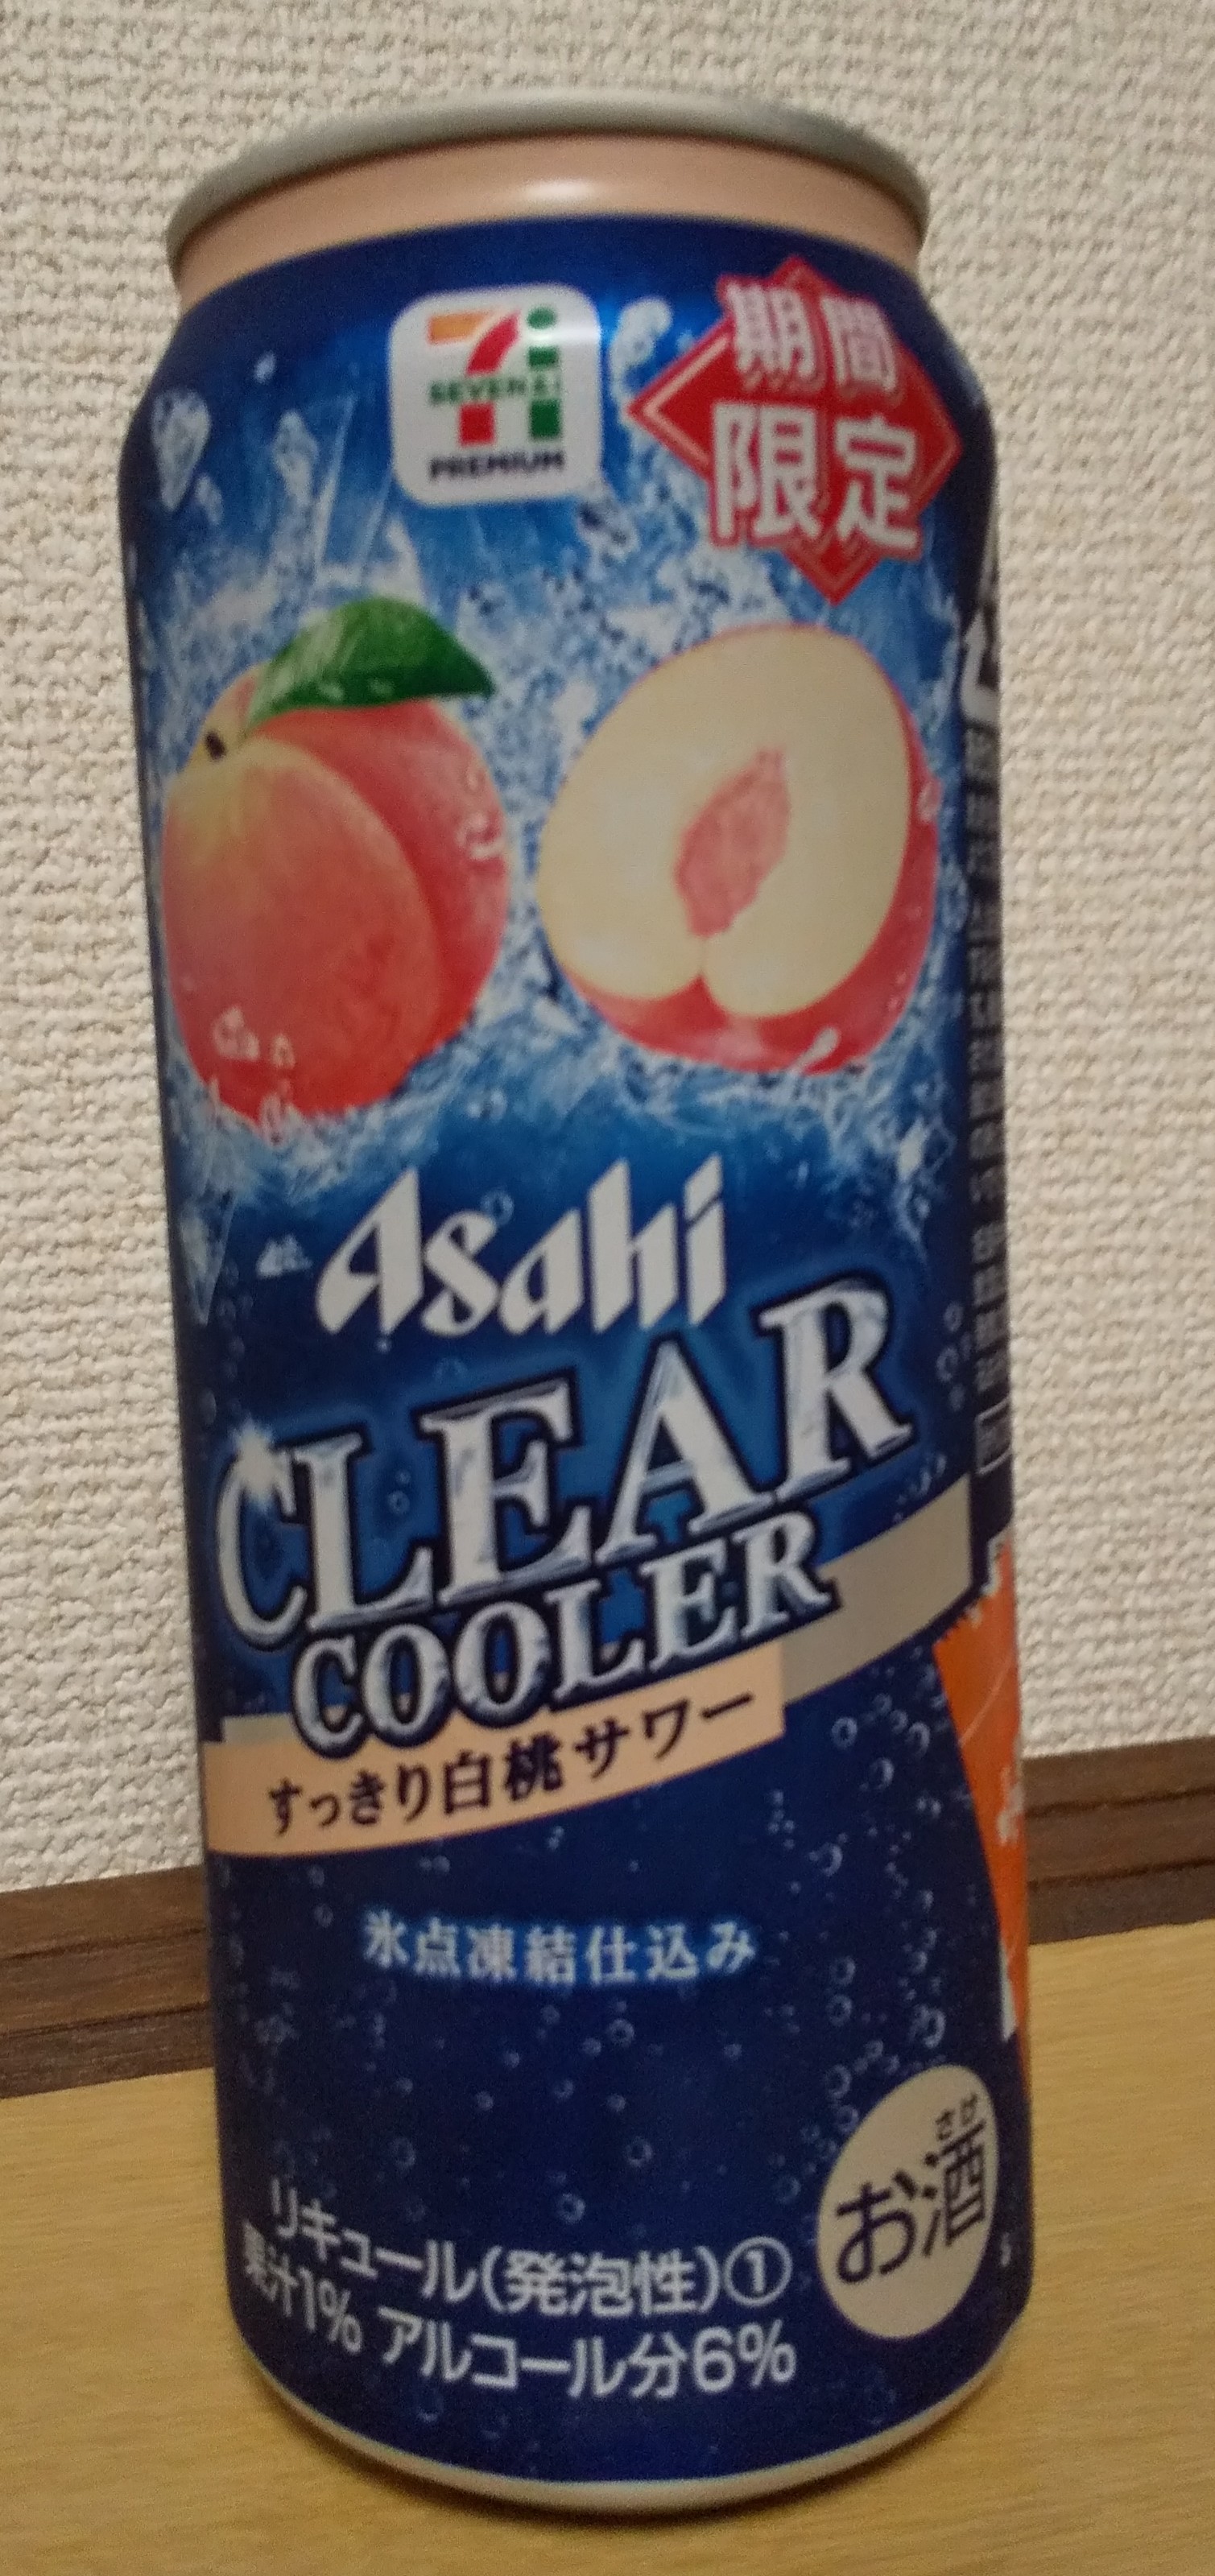 SEVEN&i
PREMIUM
期間
限定
Asahi
CLEAR
COOLER
すっきり白桃サワー
氷点凍結仕込み
さけ
お酒
リキュール(発泡性)①
果汁1% アルコール分6%